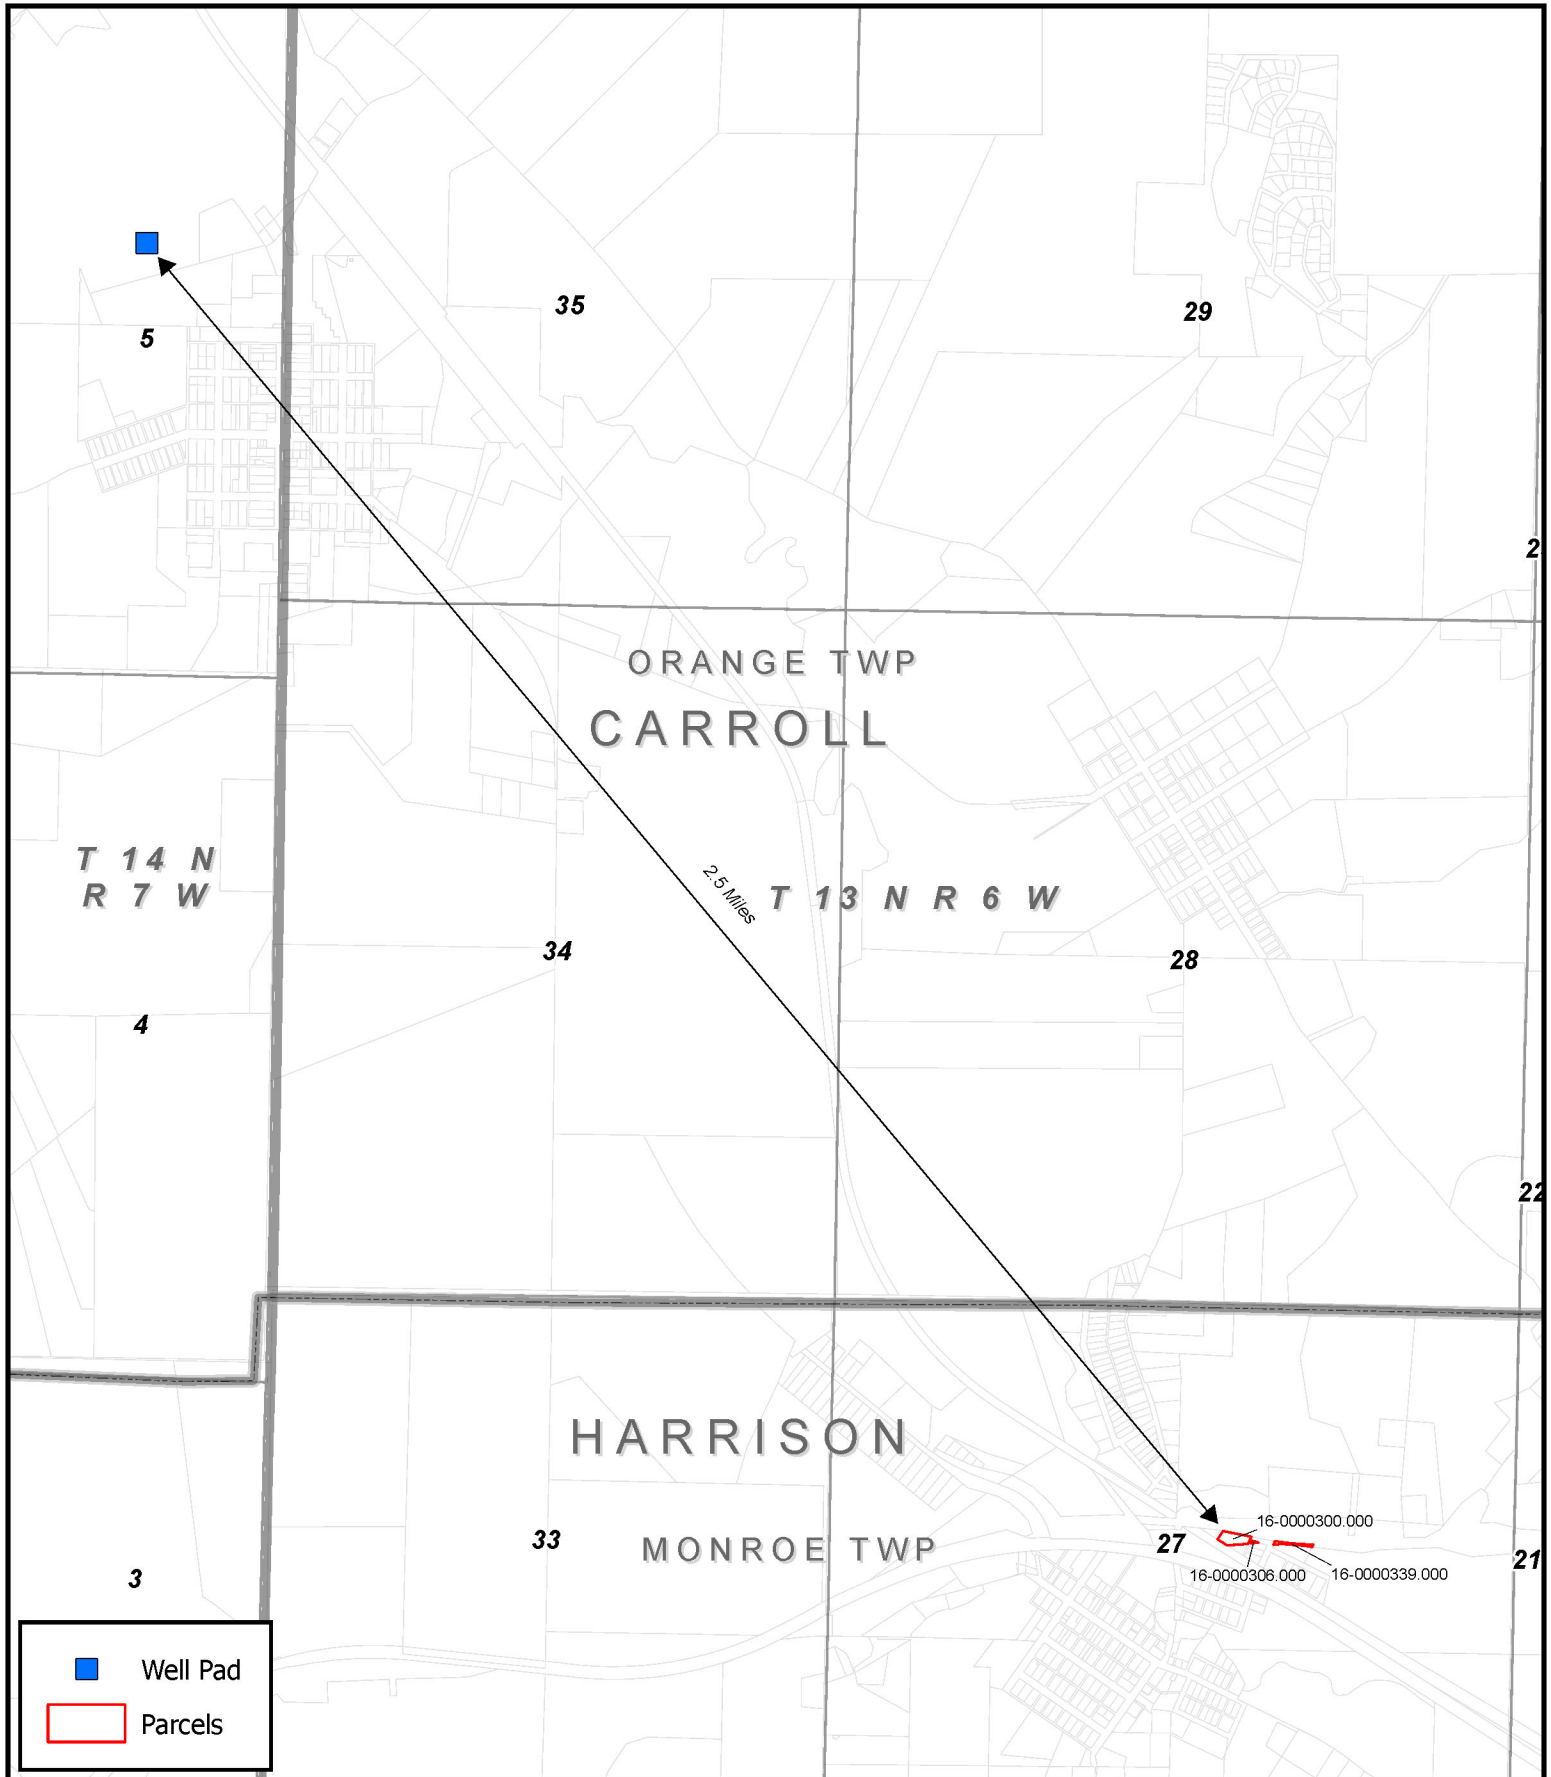 35
29
5
2
ORANGE TWP
CARROLL
T 14 N
R 7 W
2.5 Miles
T 13 N R 6 W
34
28
4
22
HARRISON
16-0000300.000
33
MONROE TWP
27
21
3
16-0000306.000
16-0000339.000
Well Pad
Parcels